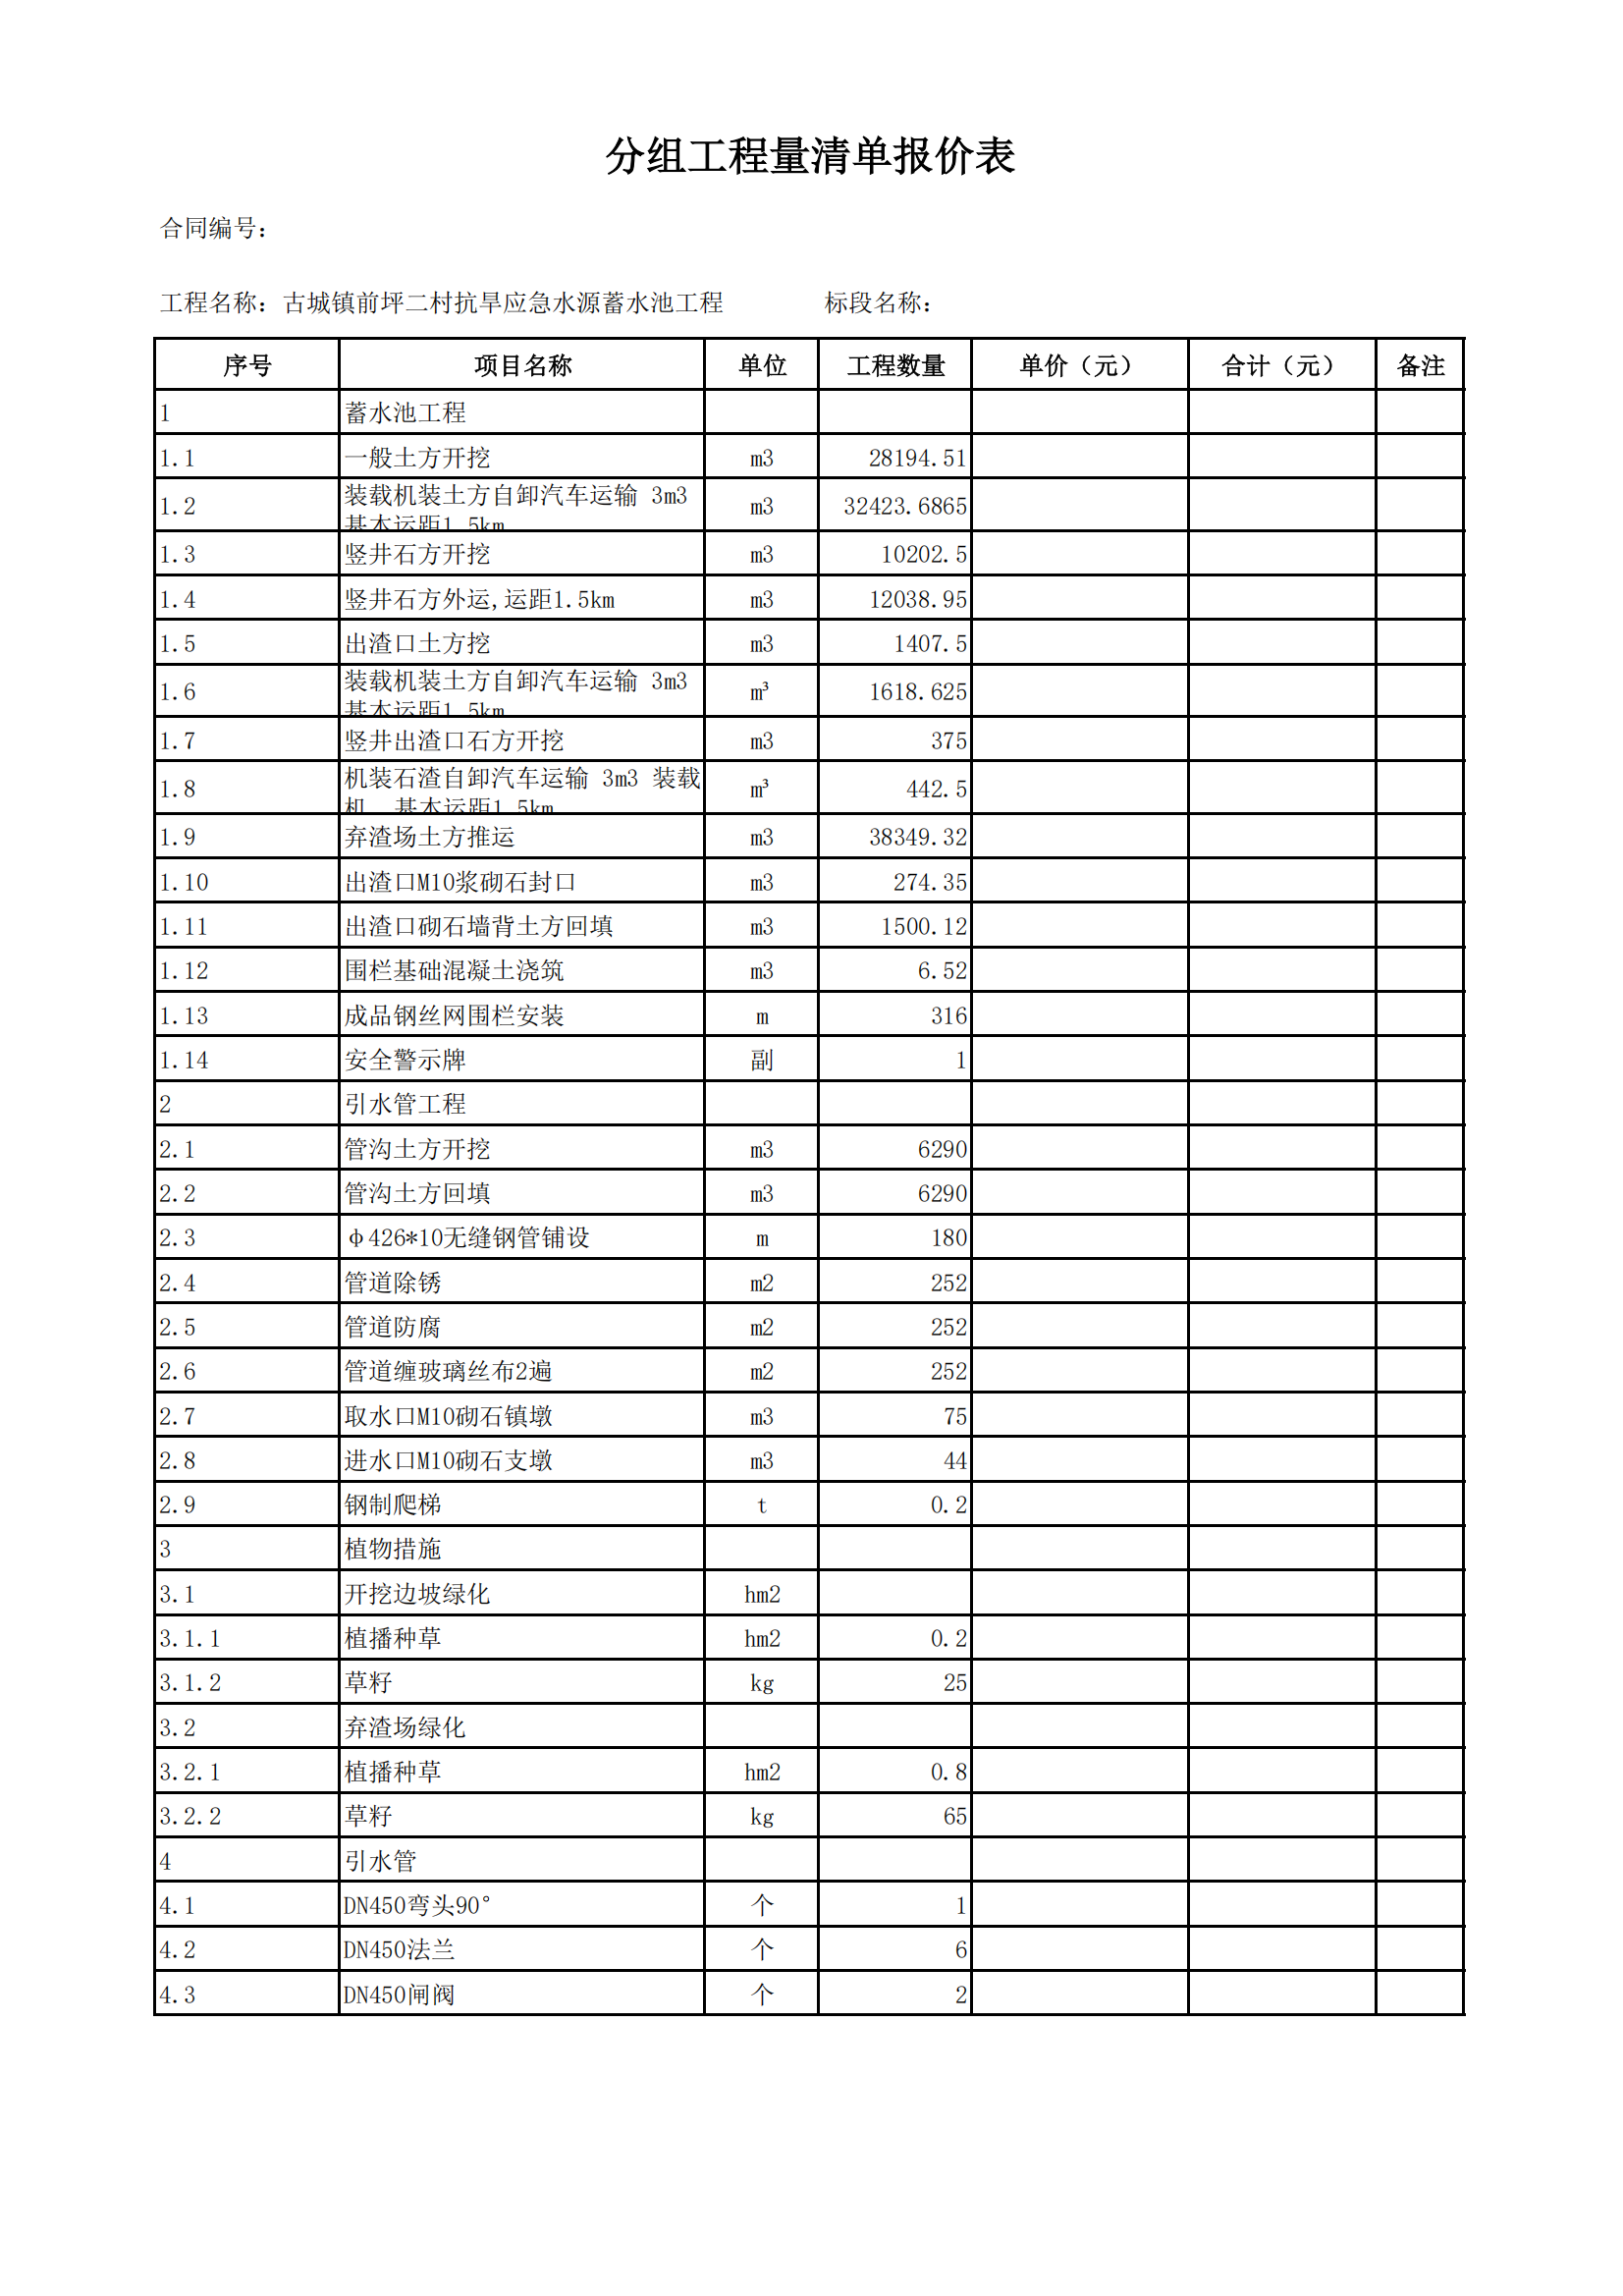 分组工程量清单报价表
合同编号：
工程名称：古城镇前坪二村抗旱应急水源蓄水池工程 标段名称：
序号 项目名称 单位 工程数量 单价（元） 合计（元） 备注
1 蓄水池工程
1.1 一般土方开挖 m3 28194.51
1.2 装载机装土方自卸汽车运输 3m3 m3 32423.6865
基本运距1.5km
1.3 竖井石方开挖 m3 10202.5
1.4 竖井石方外运,运距1.5km m3 12038.95
1.5 出渣口土方挖 m3 1407.5
1.6 装载机装土方自卸汽车运输 3m3 m³ 1618.625
基本运距1.5km
1.7 竖井出渣口石方开挖 m3 375
1.8 机装石渣自卸汽车运输 3m3 装载 m³ 442.5
机 基本运距1.5km
1.9 弃渣场土方推运 m3 38349.32
1.10 出渣口M10浆砌石封口 m3 274.35
1.11 出渣口砌石墙背土方回填 m3 1500.12
1.12 围栏基础混凝土浇筑 m3 6.52
1.13 成品钢丝网围栏安装 m 316
1.14 安全警示牌 副 1
2 引水管工程
2.1 管沟土方开挖 m3 6290
2.2 管沟土方回填 m3 6290
2.3 φ426*10无缝钢管铺设 m 180
2.4 管道除锈 m2 252
2.5 管道防腐 m2 252
2.6 管道缠玻璃丝布2遍 m2 252
2.7 取水口M10砌石镇墩 m3 75
2.8 进水口M10砌石支墩 m3 44
2.9 钢制爬梯 t 0.2
3 植物措施
3.1 开挖边坡绿化 hm2
3.1.1 植播种草 hm2 0.2
3.1.2 草籽 kg 25
3.2 弃渣场绿化
3.2.1 植播种草 hm2 0.8
3.2.2 草籽 kg 65
4 引水管
4.1 DN450弯头90° 个 1
4.2 DN450法兰 个 6
4.3 DN450闸阀 个 2